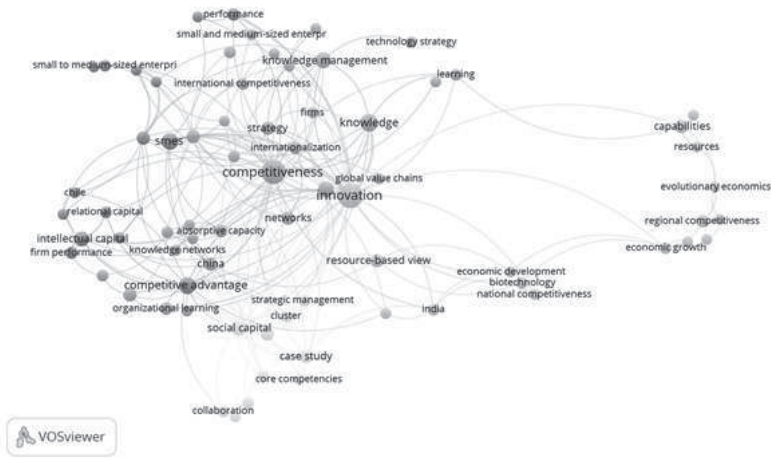 performance
small and medium-sized enterpr
technology strategy
knowledge management
small to medium-sized enterpri
learning
international competitiveness
firms
knowledge
strategy
capabilities
smes
internationalization
resources
competitiveness
global value chains
evolutionary economics
chile
innovation
relational capital
networks
regional competitiveness
absorptive capacity
intellectual capital
economic growth
firm performance
knowledge networks
resource-based view
china
economic development
biotechnology
competitive advantage
national competitiveness
strategic management
organizational learning
india
cluster
social capital
case study
core competencies
collaboration
VOSviewer